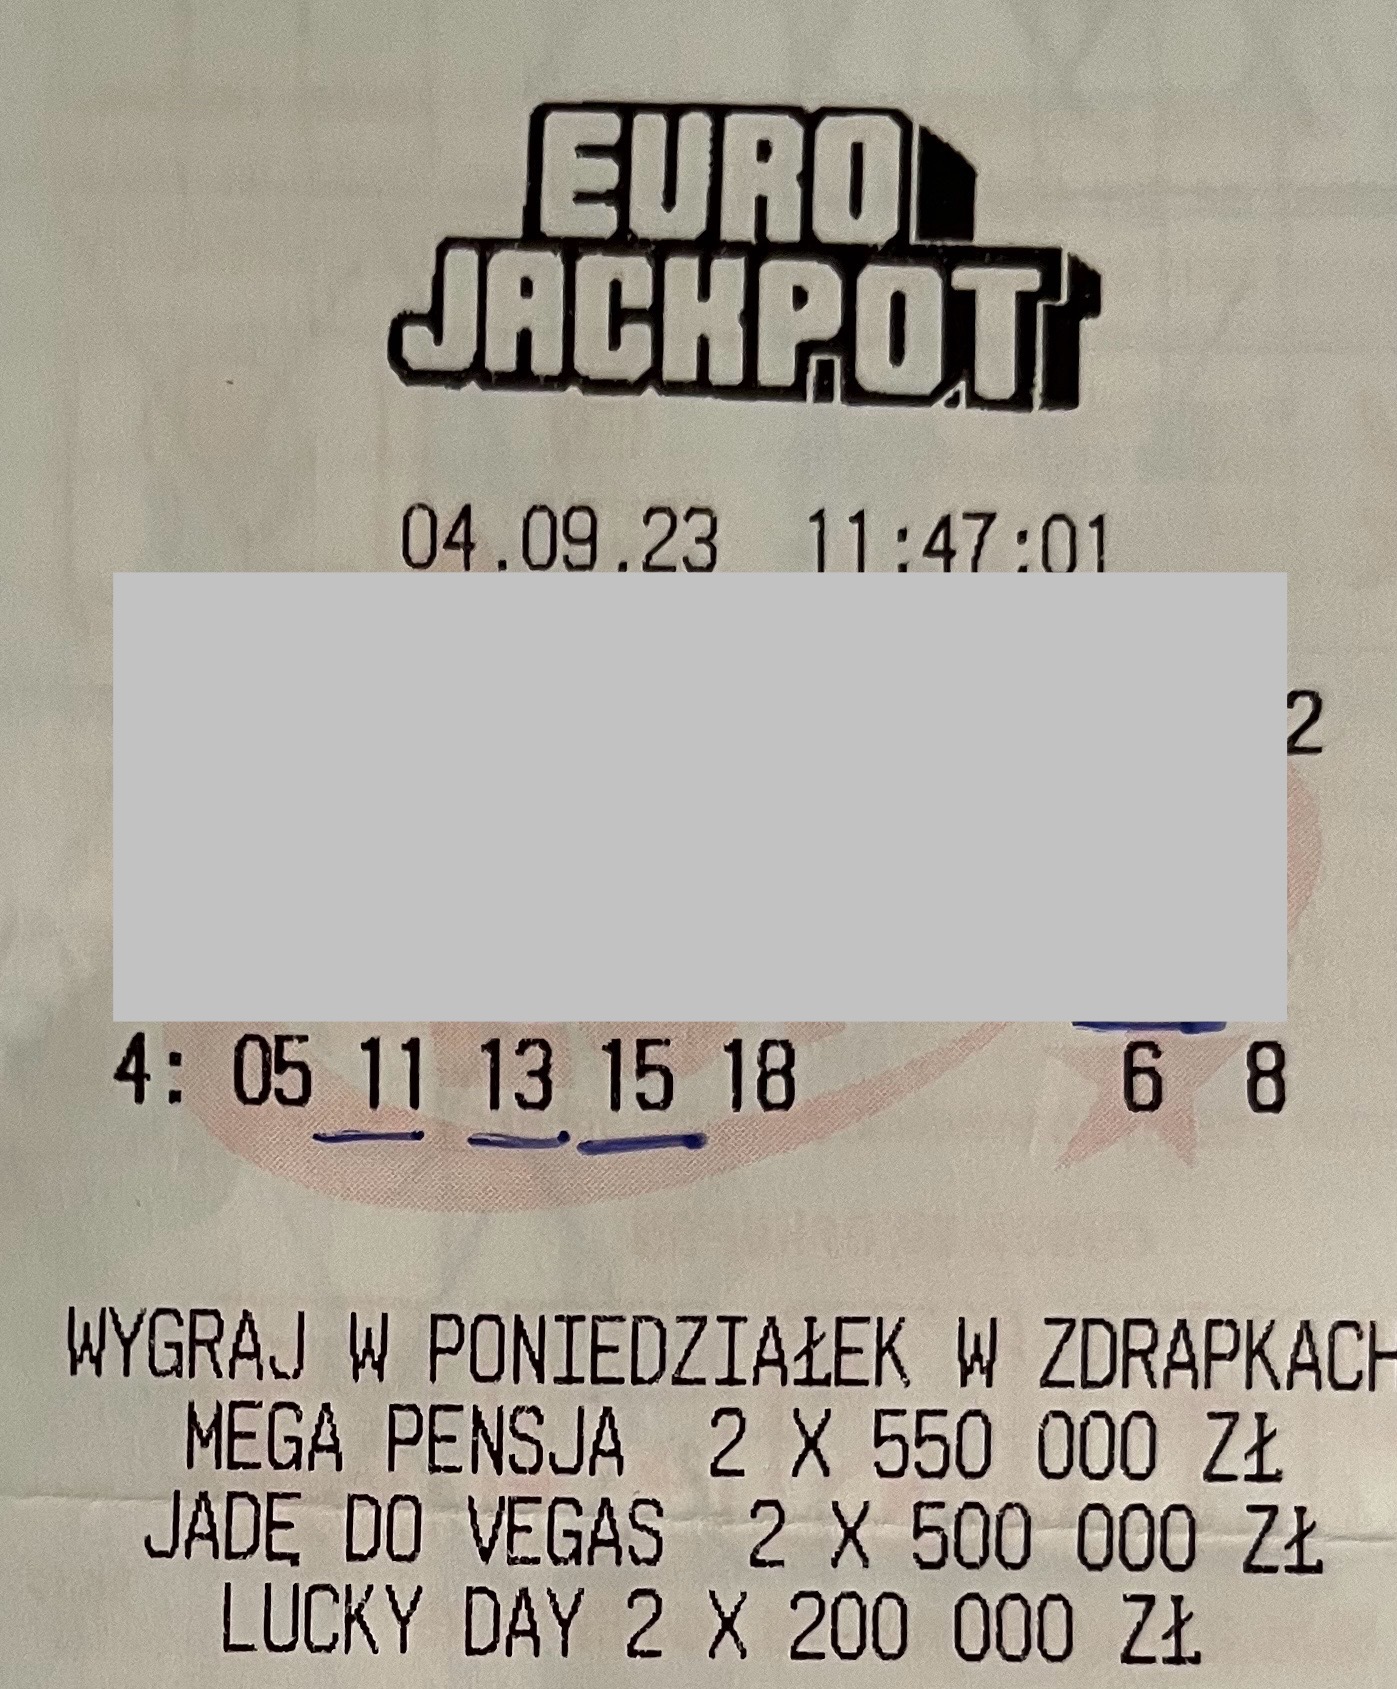 EURO
JACKPOT
04.09.23 11:47:01
2
4: 05 11 13 15 18 6 8
WYGRAJ W PONIEDZIAŁEK W ZDRAPKACH
MEGA PENSJA 2 X 550 000 ZŁ
JADĘ DO VEGAS 2 X 500 000 ZŁ
LUCKY DAY 2 X 200 000 ZŁ